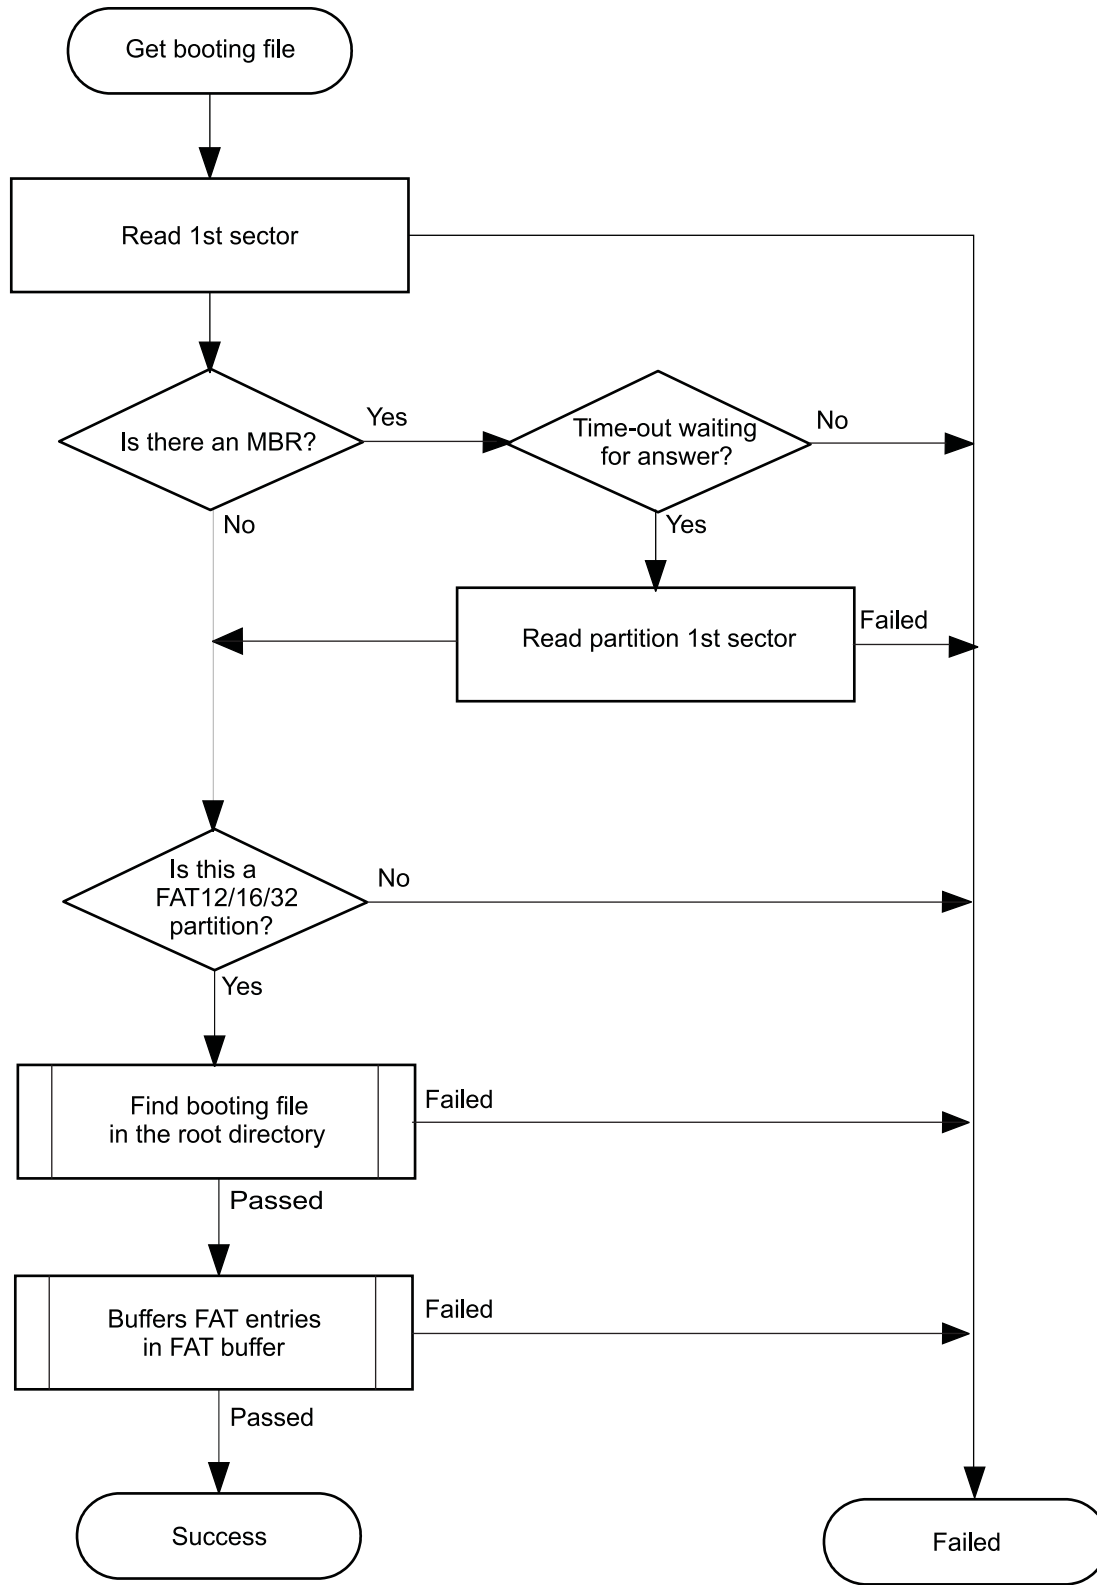 Get booting file
Read 1st sector
Is there an MBR?
Yes
Time-out waiting
for answer?
No
No
Yes
Read partition 1st sector
Failed
Is this a
FAT12/16/32
partition?
No
Yes
Find booting file
in the root directory
Failed
Passed
Buffers FAT entries
in FAT buffer
Failed
Passed
Success
Failed